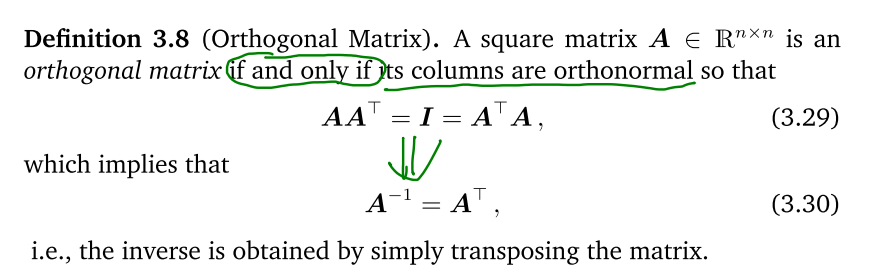 Definition 3.8 (Orthogonal Matrix). A square matrix A ∈ ℝⁿˣⁿ is an
orthogonal matrix if and only if its columns are orthonormal so that
AA⊤ = I = A⊤A , (3.29)
which implies that
A⁻¹ = A⊤ , (3.30)
i.e., the inverse is obtained by simply transposing the matrix.